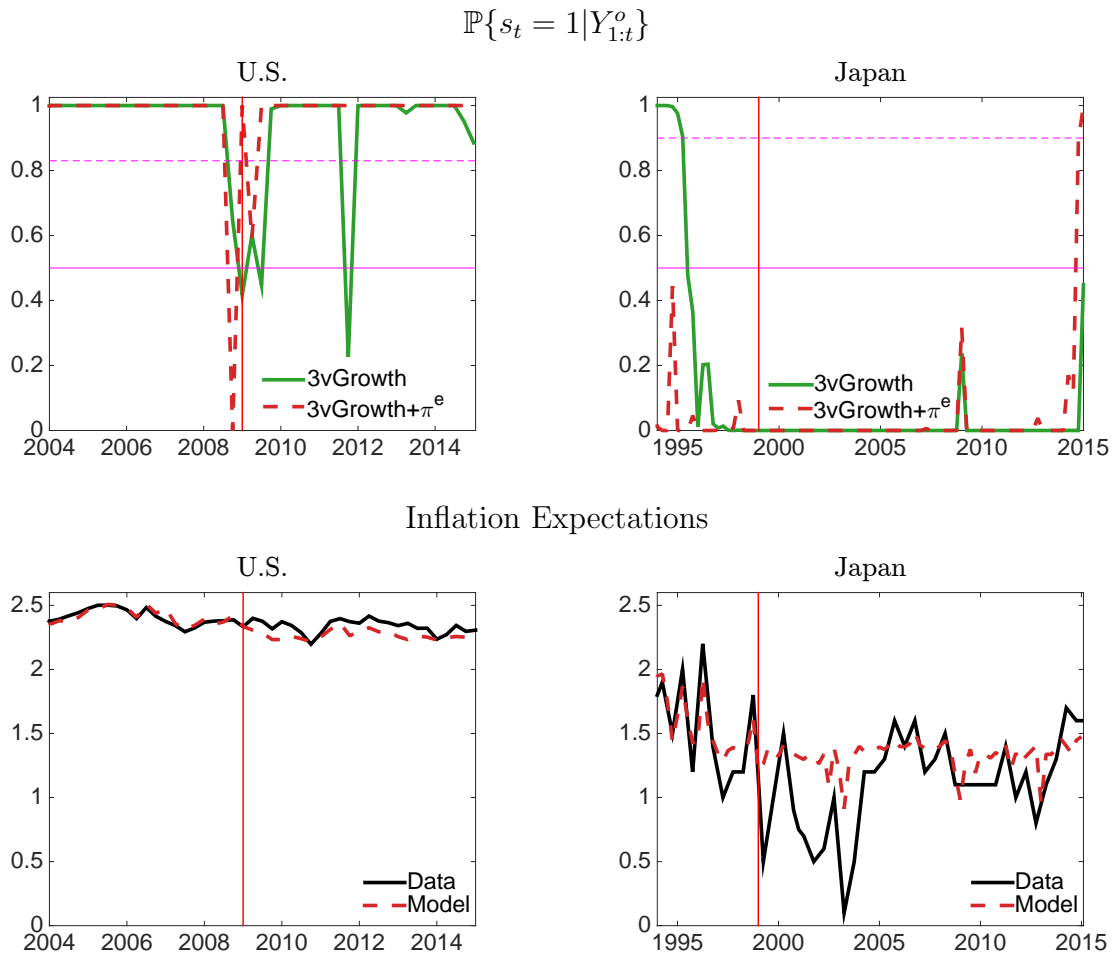 ℙ{s_t = 1|Y^o_{1:t}}
U.S.
Japan
1
0.8
0.6
0.4
0.2
0
3vGrowth
3vGrowth+π^e
2004 2006 2008 2010 2012 2014
1
0.8
0.6
0.4
0.2
0
3vGrowth
3vGrowth+π^e
1995 2000 2005 2010 2015
Inflation Expectations
U.S.
Japan
2.5
2
1.5
1
0.5
0
Data
Model
2004 2006 2008 2010 2012 2014
2.5
2
1.5
1
0.5
0
Data
Model
1995 2000 2005 2010 2015